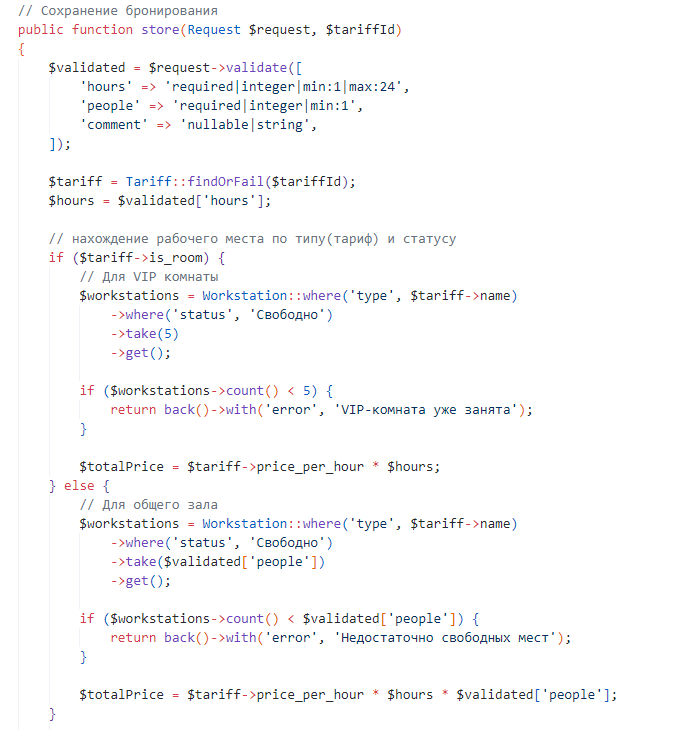 // Сохранение бронирования
public function store(Request $request, $tariffId)
{
    $validated = $request->validate([
        'hours' => 'required|integer|min:1|max:24',
        'people' => 'required|integer|min:1',
        'comment' => 'nullable|string',
    ]);

    $tariff = Tariff::findOrFail($tariffId);
    $hours = $validated['hours'];

    // нахождение рабочего места по типу(тариф) и статусу
    if ($tariff->is_room) {
        // Для VIP комнаты
        $workstations = Workstation::where('type', $tariff->name)
            ->where('status', 'Свободно')
            ->take(5)
            ->get();

        if ($workstations->count() < 5) {
            return back()->with('error', 'VIP-комната уже занята');
        }

        $totalPrice = $tariff->price_per_hour * $hours;
    } else {
        // Для общего зала
        $workstations = Workstation::where('type', $tariff->name)
            ->where('status', 'Свободно')
            ->take($validated['people'])
            ->get();

        if ($workstations->count() < $validated['people']) {
            return back()->with('error', 'Недостаточно свободных мест');
        }

        $totalPrice = $tariff->price_per_hour * $hours * $validated['people'];
    }